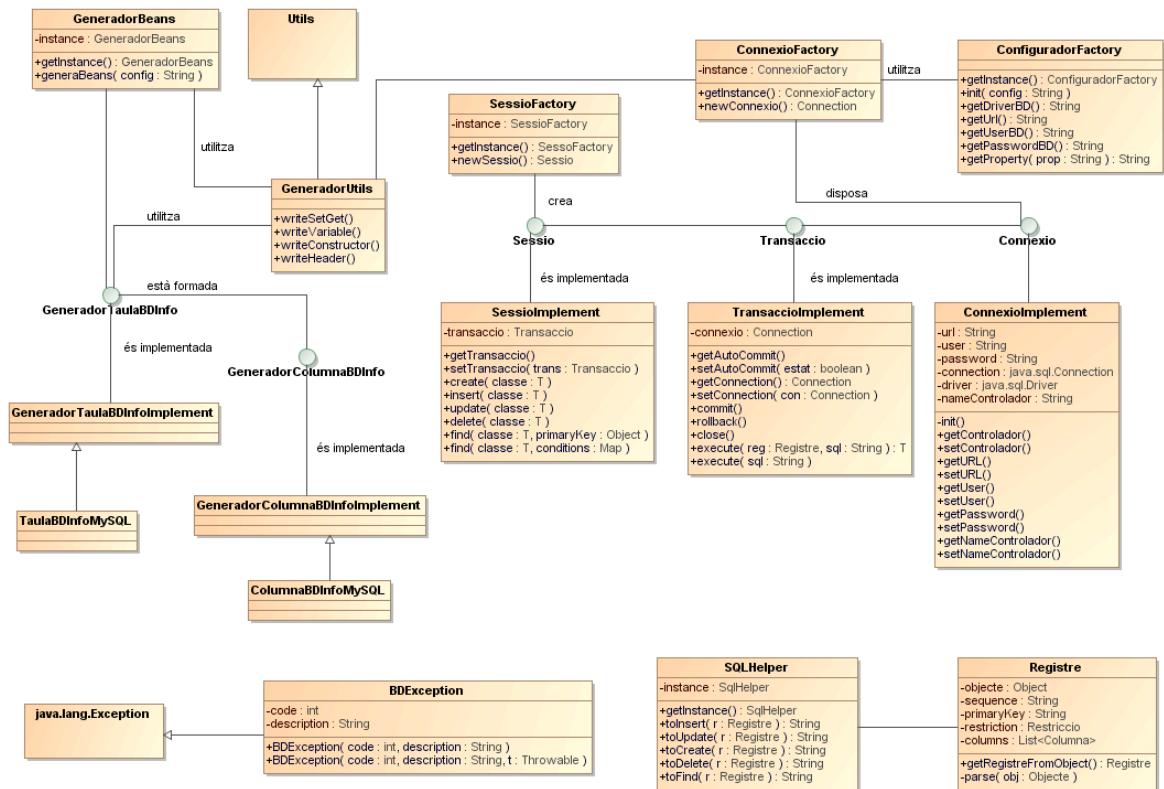 GeneradorBeans
-instance : GeneradorBeans
+getInstance() : GeneradorBeans
+generaBeans( config : String )
Utils
ConnexioFactory
-instance : ConnexioFactory
+getInstance() : ConnexioFactory
+newConnexio() : Connection
utilitza
ConfiguradorFactory
+getInstance() : ConfiguradorFactory
+init( config : String )
+getDriverBD() : String
+getUrl() : String
+getUserBD() : String
+getPasswordBD() : String
+getProperty( prop : String ) : String
SessioFactory
-instance : SessioFactory
+getInstance() : SessoFactory
+newSessio() : Sessio
utilitza
GeneradorUtils
+writeSetGet()
+writeVariable()
+writeConstructor()
+writeHeader()
utilitza
crea
disposa
Sessio
Transaccio
Connexio
està formada
GeneradorTaulaBDInfo
és implementada
GeneradorColumnaBDInfo
és implementada
és implementada
SessioImplement
-transaccio : Transaccio
+getTransaccio()
+setTransaccio( trans : Transaccio )
+create( classe : T )
+insert( classe : T )
+update( classe : T )
+delete( classe : T )
+find( classe : T, primaryKey : Object )
+find( classe : T, conditions : Map )
TransaccioImplement
-connexio : Connection
+getAutoCommit()
+setAutoCommit( estat : boolean )
+getConnection() : Connection
+setConnection( con : Connection )
+commit()
+rollback()
+close()
+execute( reg : Registre, sql : String ) : T
+execute( sql : String )
ConnexioImplement
-url : String
-user : String
-password : String
-connection : java.sql.Connection
-driver : java.sql.Driver
-nameControlador : String
-init()
+getControlador()
+setControlador()
+getURL()
+setURL()
+getUser()
+setUser()
+getPassword()
+setPassword()
+getNameControlador()
+setNameControlador()
GeneradorTaulaBDInfoImplement
és implementada
GeneradorColumnaBDInfoImplement
TaulaBDInfoMySQL
ColumnaBDInfoMySQL
java.lang.Exception
BDException
-code : int
-description : String
+BDException( code : int, description : String )
+BDException( code : int, description : String, t : Throwable )
SQLHelper
-instance : SqlHelper
+getInstance() : SqlHelper
+toInsert( r : Registre ) : String
+toUpdate( r : Registre ) : String
+toCreate( r : Registre ) : String
+toDelete( r : Registre ) : String
+toFind( r : Registre ) : String
Registre
-objecte : Object
-sequence : String
-primaryKey : String
-restriction : Restriccio
-columns : List<Columna>
+getRegistreFromObject() : Registre
-parse( obj : Objecte )